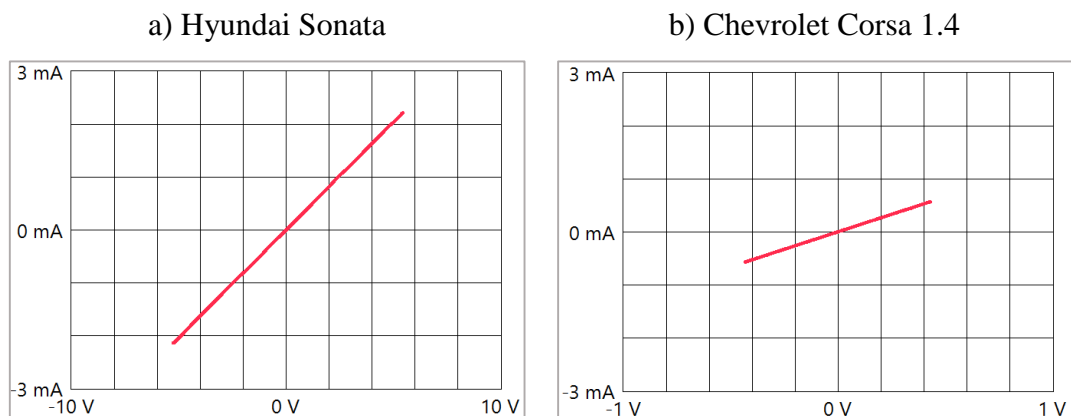 a) Hyundai Sonata
b) Chevrolet Corsa 1.4
3 mA
0 mA
-3 mA
-10 V
0 V
10 V
3 mA
0 mA
-3 mA
-1 V
0 V
1 V